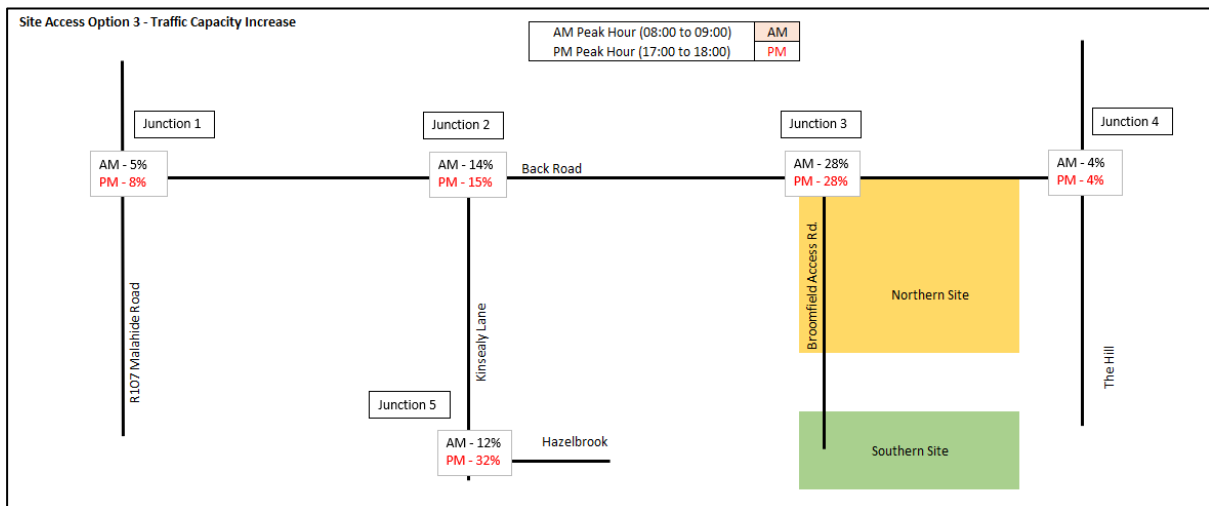 Site Access Option 3 - Traffic Capacity Increase
AM Peak Hour (08:00 to 09:00) AM
PM Peak Hour (17:00 to 18:00) PM
Junction 1
Junction 2
Junction 3
Junction 4
AM - 5%
PM - 8%
AM - 14%
PM - 15%
Back Road
AM - 28%
PM - 28%
AM - 4%
PM - 4%
R107 Malahide Road
Kinsealy Lane
Broomfield Access Rd.
Northern Site
The Hill
Junction 5
AM - 12%
PM - 32%
Hazelbrook
Southern Site